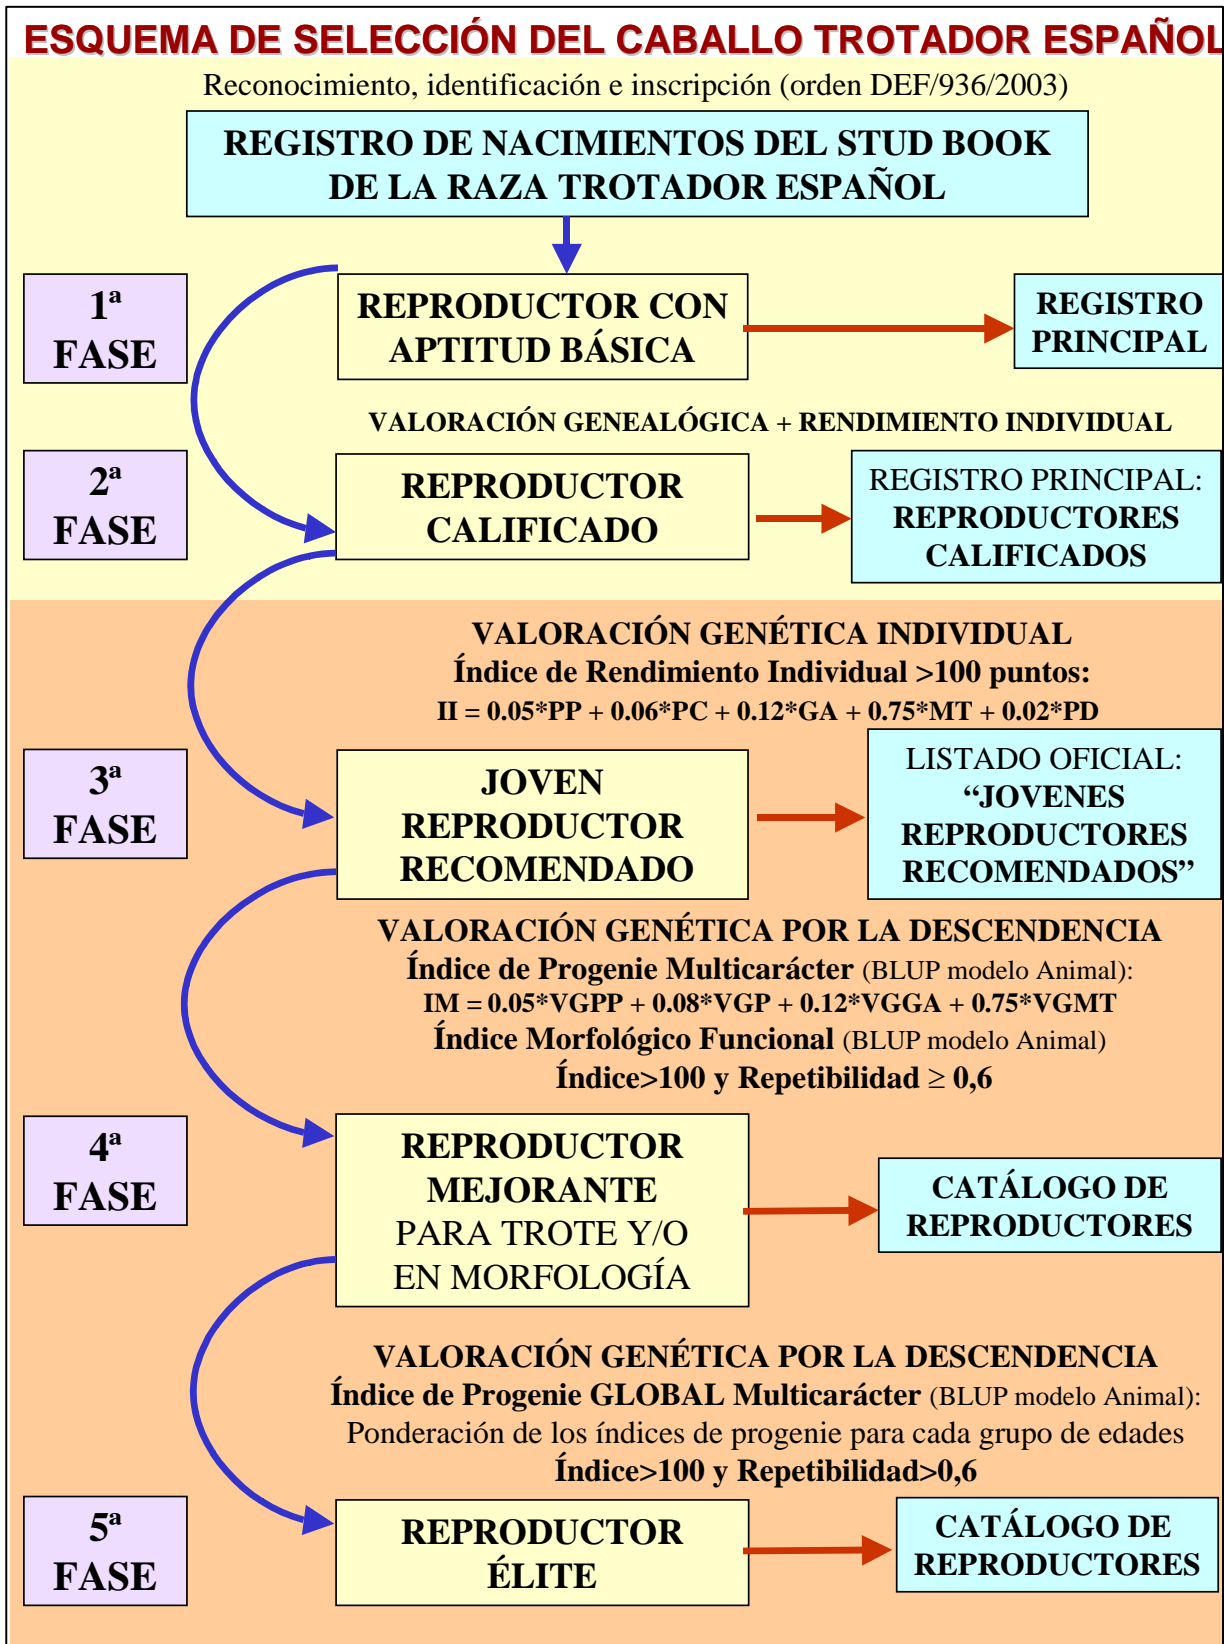 ESQUEMA DE SELECCIÓN DEL CABALLO TROTADOR ESPAÑOL
Reconocimiento, identificación e inscripción (orden DEF/936/2003)
REGISTRO DE NACIMIENTOS DEL STUD BOOK
DE LA RAZA TROTADOR ESPAÑOL
1ª
FASE
REPRODUCTOR CON
APTITUD BÁSICA
REGISTRO
PRINCIPAL
VALORACIÓN GENEALÓGICA + RENDIMIENTO INDIVIDUAL
2ª
FASE
REPRODUCTOR
CALIFICADO
REGISTRO PRINCIPAL:
REPRODUCTORES
CALIFICADOS
VALORACIÓN GENÉTICA INDIVIDUAL
Índice de Rendimiento Individual >100 puntos:
II = 0.05*PP + 0.06*PC + 0.12*GA + 0.75*MT + 0.02*PD
3ª
FASE
JOVEN
REPRODUCTOR
RECOMENDADO
LISTADO OFICIAL:
“JOVENES
REPRODUCTORES
RECOMENDADOS”
VALORACIÓN GENÉTICA POR LA DESCENDENCIA
Índice de Progenie Multicarácter (BLUP modelo Animal):
IM = 0.05*VGPP + 0.08*VGP + 0.12*VGGA + 0.75*VGMT
Índice Morfológico Funcional (BLUP modelo Animal)
Índice>100 y Repetibilidad ≥ 0,6
4ª
FASE
REPRODUCTOR
MEJORANTE
PARA TROTE Y/O
EN MORFOLOGÍA
CATÁLOGO DE
REPRODUCTORES
VALORACIÓN GENÉTICA POR LA DESCENDENCIA
Índice de Progenie GLOBAL Multicarácter (BLUP modelo Animal):
Ponderación de los índices de progenie para cada grupo de edades
Índice>100 y Repetibilidad>0,6
5ª
FASE
REPRODUCTOR
ÉLITE
CATÁLOGO DE
REPRODUCTORES